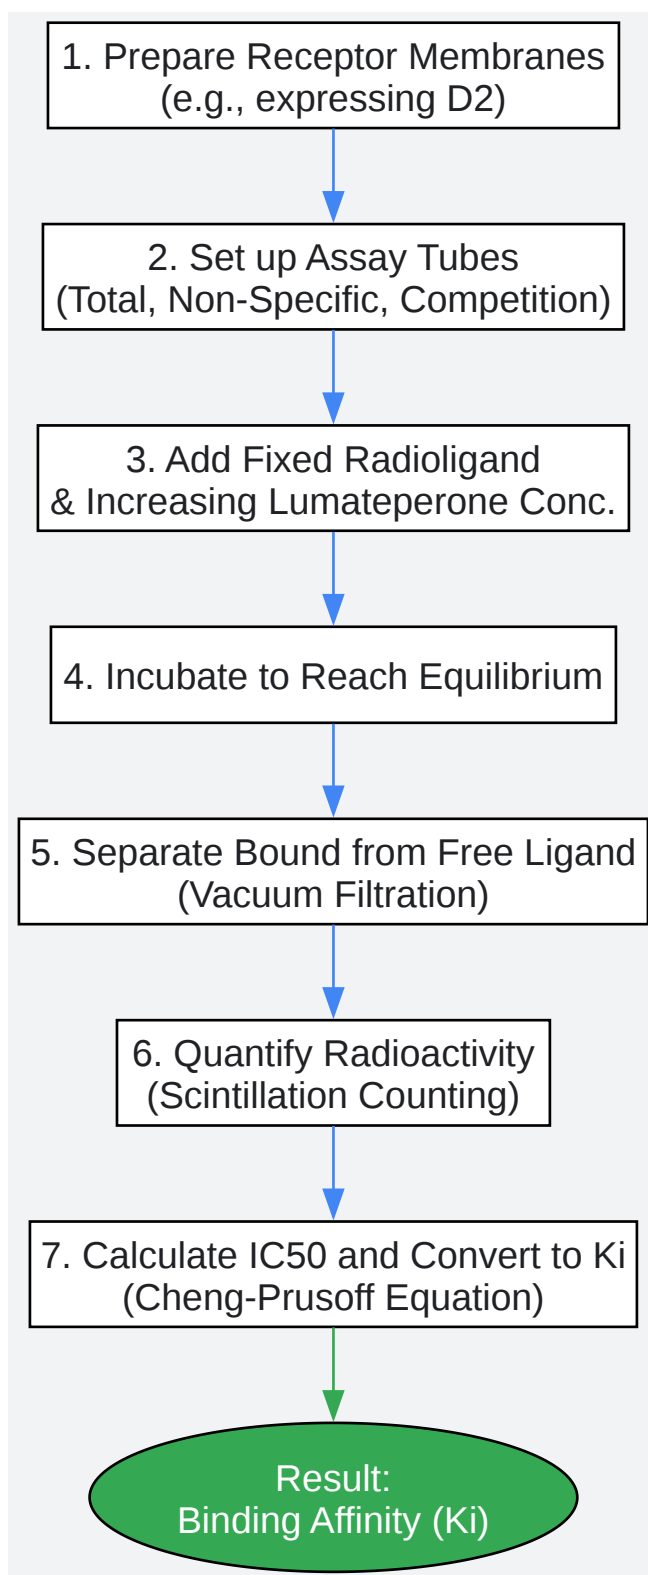 1. Prepare Receptor Membranes
(e.g., expressing D2)
2. Set up Assay Tubes
(Total, Non-Specific, Competition)
3. Add Fixed Radioligand
& Increasing Lumateperone Conc.
4. Incubate to Reach Equilibrium
5. Separate Bound from Free Ligand
(Vacuum Filtration)
6. Quantify Radioactivity
(Scintillation Counting)
7. Calculate IC50 and Convert to Ki
(Cheng-Prusoff Equation)
Result:
Binding Affinity (Ki)